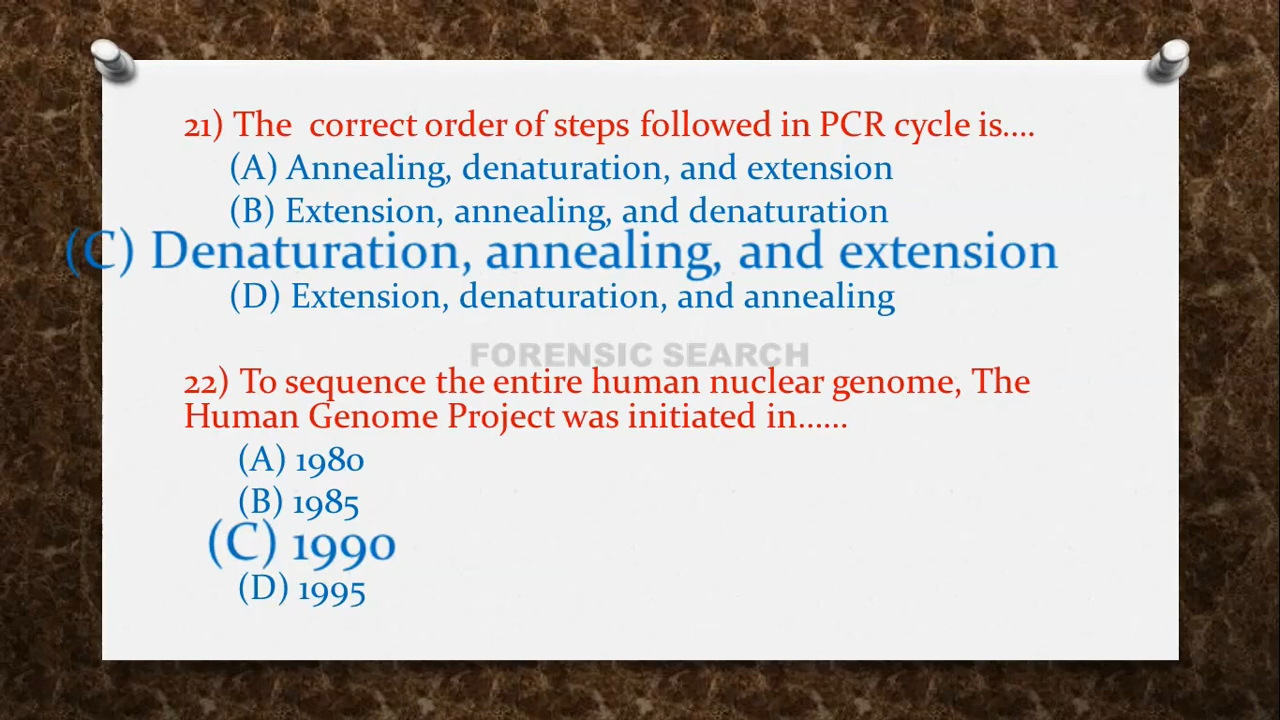 21) The correct order of steps followed in PCR cycle is....
(A) Annealing, denaturation, and extension
(B) Extension, annealing, and denaturation
(C) Denaturation, annealing, and extension
(D) Extension, denaturation, and annealing
FORENSIC SEARCH
22) To sequence the entire human nuclear genome, The
Human Genome Project was initiated in......
(A) 1980
(B) 1985
(C) 1990
(D) 1995